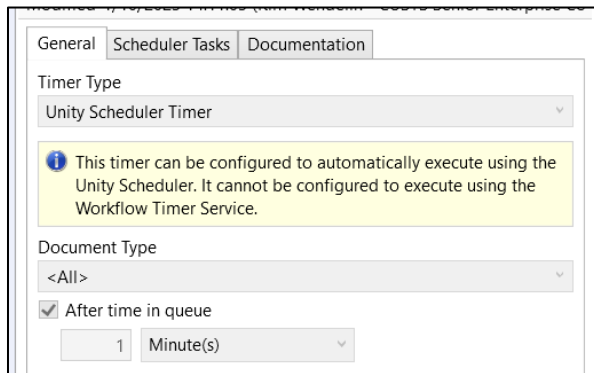 General Scheduler Tasks Documentation
Timer Type
Unity Scheduler Timer
This timer can be configured to automatically execute using the
Unity Scheduler. It cannot be configured to execute using the
Workflow Timer Service.
Document Type
<All>
After time in queue
1 Minute(s)